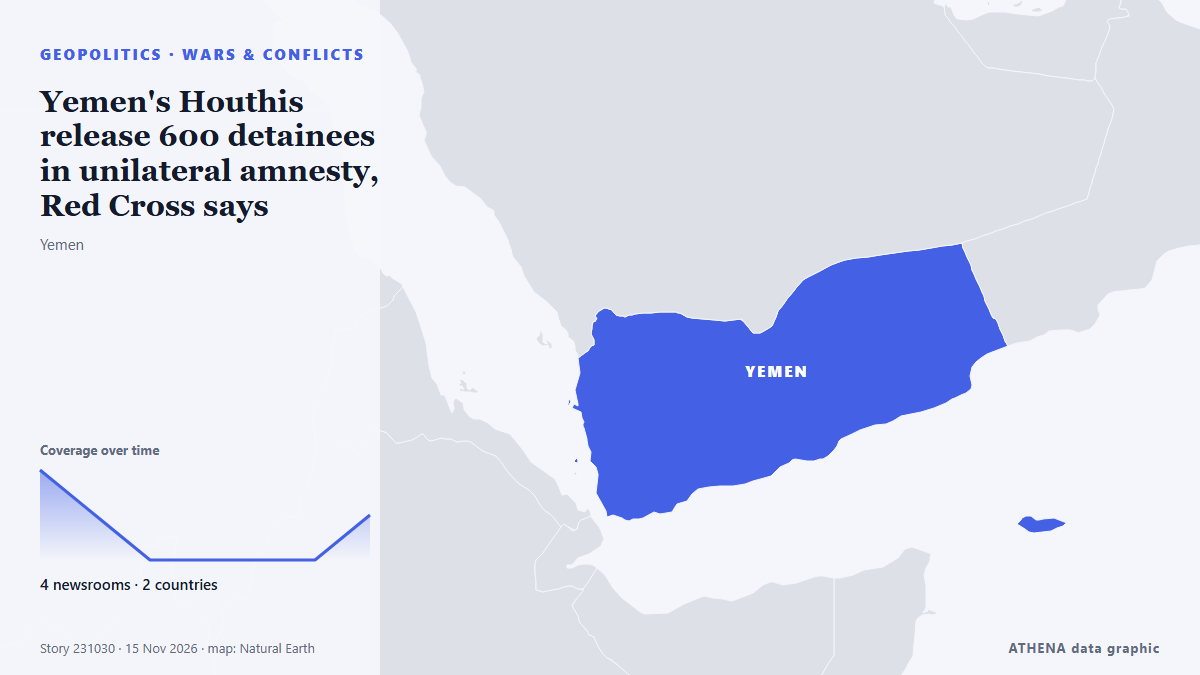 GEOPOLITICS · WARS & CONFLICTS
Yemen's Houthis
release 600 detainees
in unilateral amnesty,
Red Cross says
Yemen
YEMEN
Coverage over time
4 newsrooms · 2 countries
Story 231030 · 15 Nov 2026 · map: Natural Earth
ATHENA data graphic